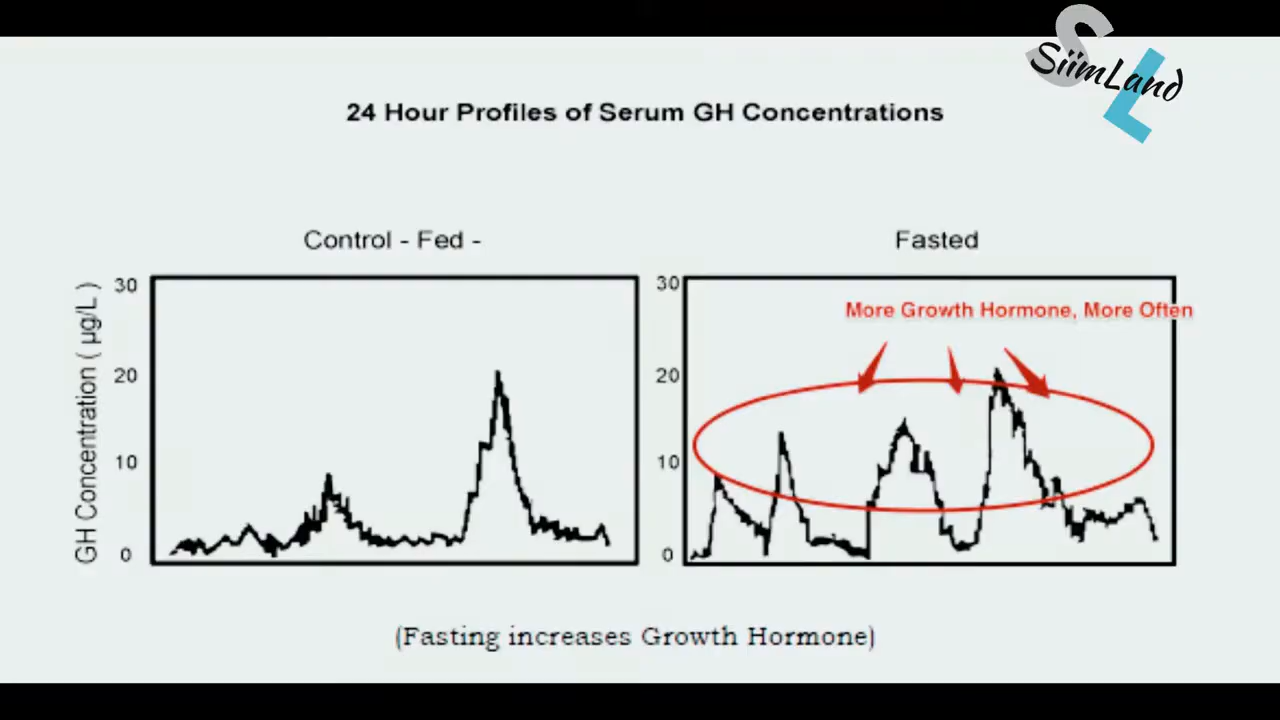 SiimLand
SL
24 Hour Profiles of Serum GH Concentrations
Control - Fed -
Fasted
GH Concentration ( µg/L )
30
20
10
0
30
20
10
0
More Growth Hormone, More Often
(Fasting increases Growth Hormone)